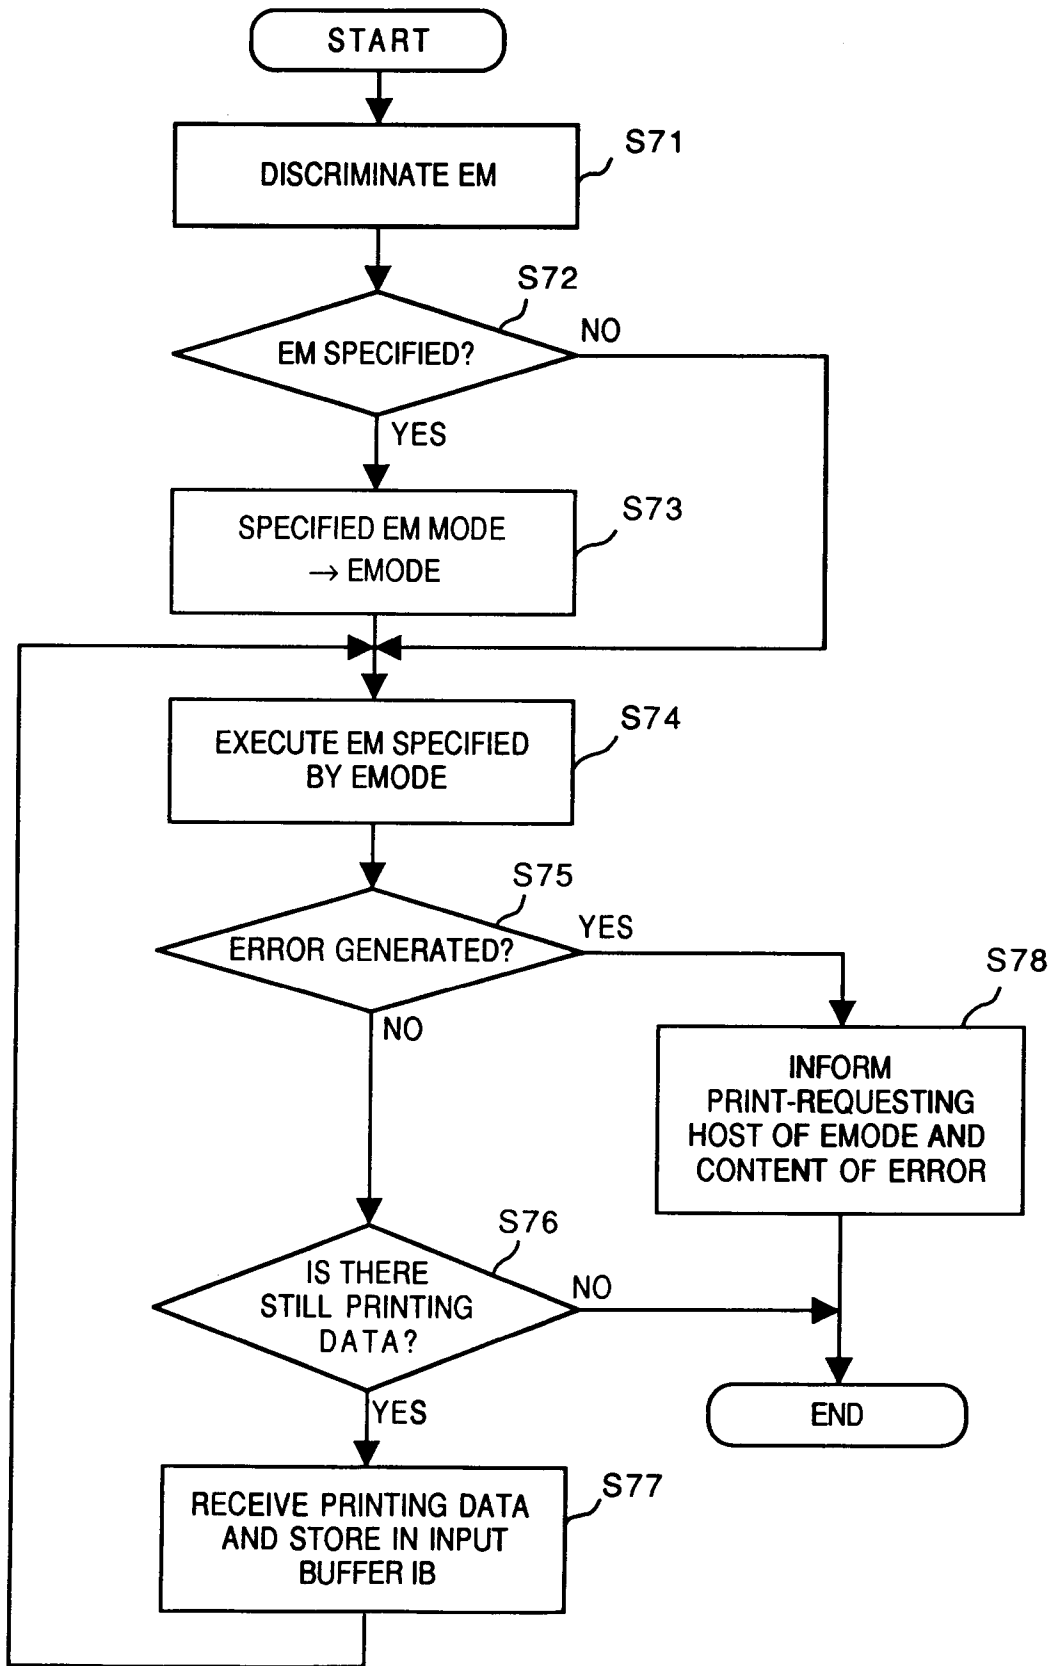 START
S71
DISCRIMINATE EM
S72
EM SPECIFIED?
NO
YES
S73
SPECIFIED EM MODE
→ EMODE
S74
EXECUTE EM SPECIFIED
BY EMODE
S75
ERROR GENERATED?
YES
NO
S78
INFORM
PRINT-REQUESTING
HOST OF EMODE AND
CONTENT OF ERROR
S76
IS THERE
STILL PRINTING
DATA?
NO
YES
END
S77
RECEIVE PRINTING DATA
AND STORE IN INPUT
BUFFER IB